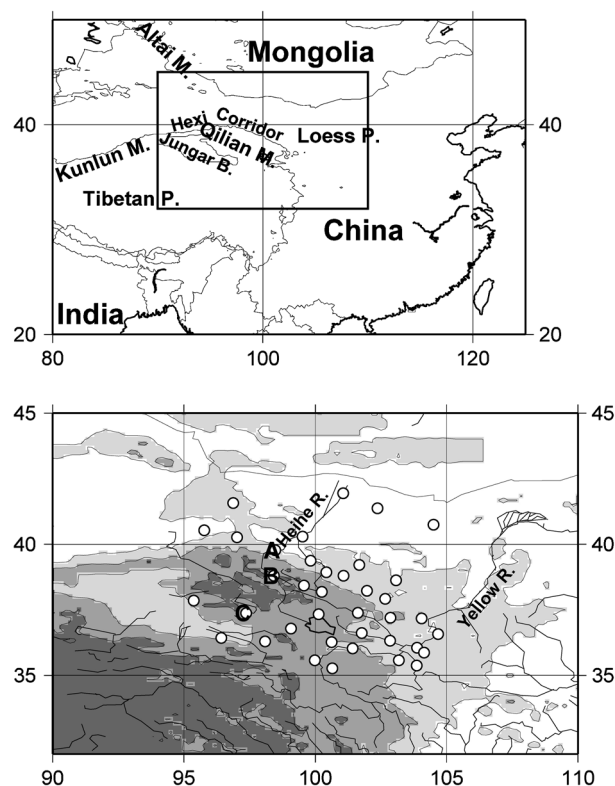 Altai M.
Mongolia
40
40
Hexi Corridor
Qilian M.
Loess P.
Jungar B.
Kunlun M.
Tibetan P.
China
India
20
20
80
100
120
45
45
Heihe R.
A
40
40
B
Yellow R.
C
35
35
90
95
100
105
110